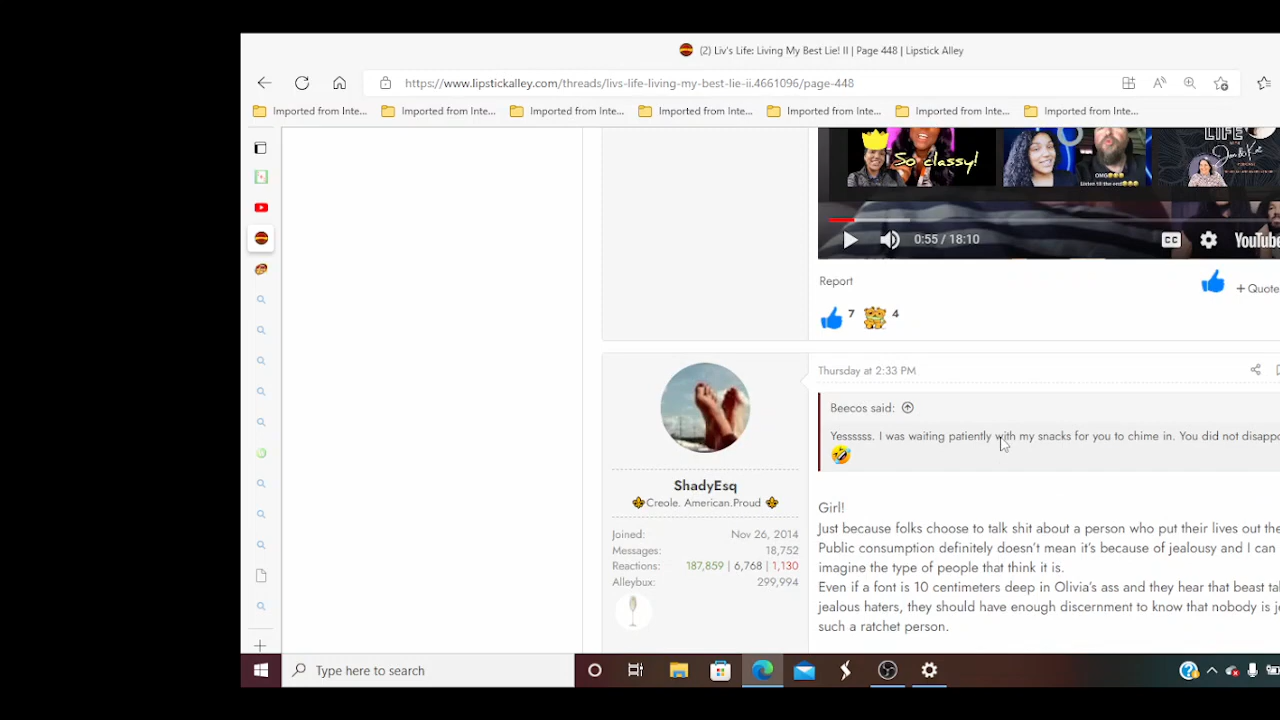 (2) Liv's Life: Living My Best Lie! II | Page 448 | Lipstick Alley
https://www.lipstickalley.com/threads/livs-life-living-my-best-lie-ii.4661096/page-448
Imported from Inte... Imported from Inte... Imported from Inte... Imported from Inte... Imported from Inte... Imported from Inte... Imported from Inte...
LIFE
So classy!
0:55 / 18:10
CC
YouTube
Report
+ Quote
7 4
Thursday at 2:33 PM
Beecos said:
Yessssss. I was waiting patiently with my snacks for you to chime in. You did not disappo
ShadyEsq
Creole. American.Proud
Joined: Nov 26, 2014
Messages: 18,752
Reactions: 187,859 | 6,768 | 1,130
Alleybux: 299,994
Girl!
Just because folks choose to talk shit about a person who put their lives out the
Public consumption definitely doesn't mean it's because of jealousy and I can
imagine the type of people that think it is.
Even if a font is 10 centimeters deep in Olivia's ass and they hear that beast tal
jealous haters, they should have enough discernment to know that nobody is je
such a ratchet person.
Type here to search